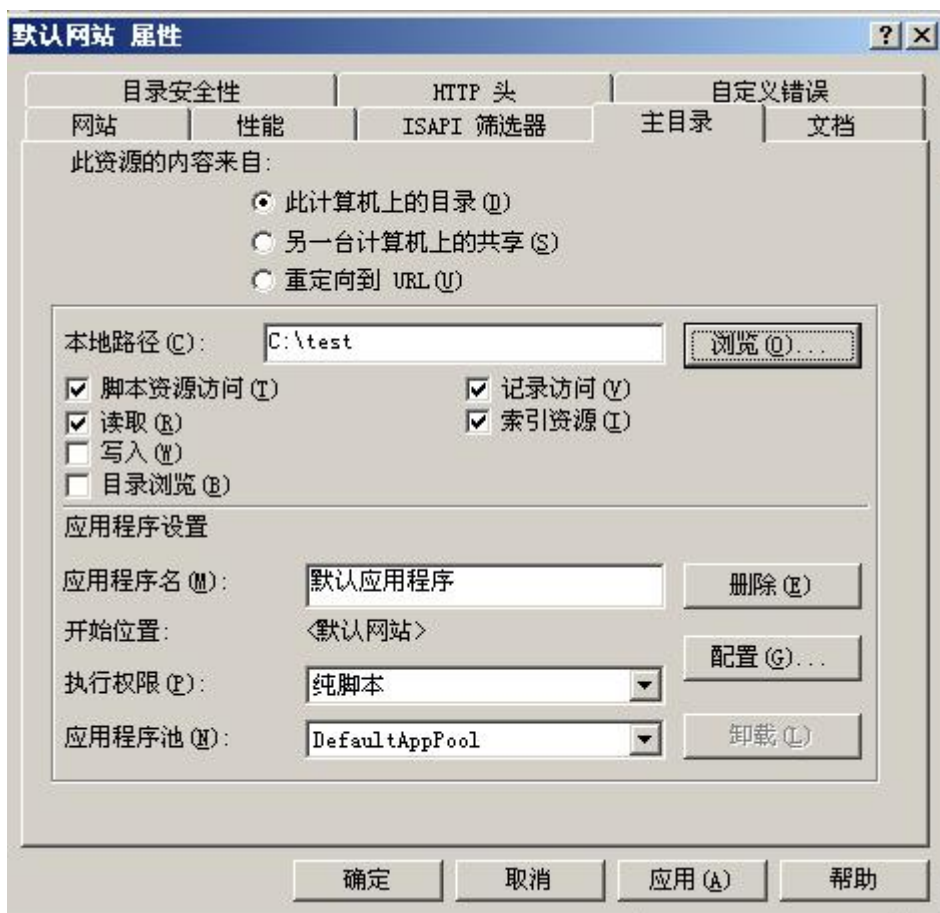 默认网站 属性
目录安全性 HTTP 头 自定义错误
网站 性能 ISAPI 筛选器 主目录 文档
此资源的内容来自:
此计算机上的目录(D)
另一台计算机上的共享(S)
重定向到 URL(U)
本地路径(C): C:\test 浏览(O)...
脚本资源访问(T) 记录访问(V)
读取(R) 索引资源(I)
写入(W)
目录浏览(B)
应用程序设置
应用程序名(M): 默认应用程序 删除(E)
开始位置: <默认网站>
配置(G)...
执行权限(P): 纯脚本
应用程序池(N): DefaultAppPool 卸载(L)
确定 取消 应用(A) 帮助